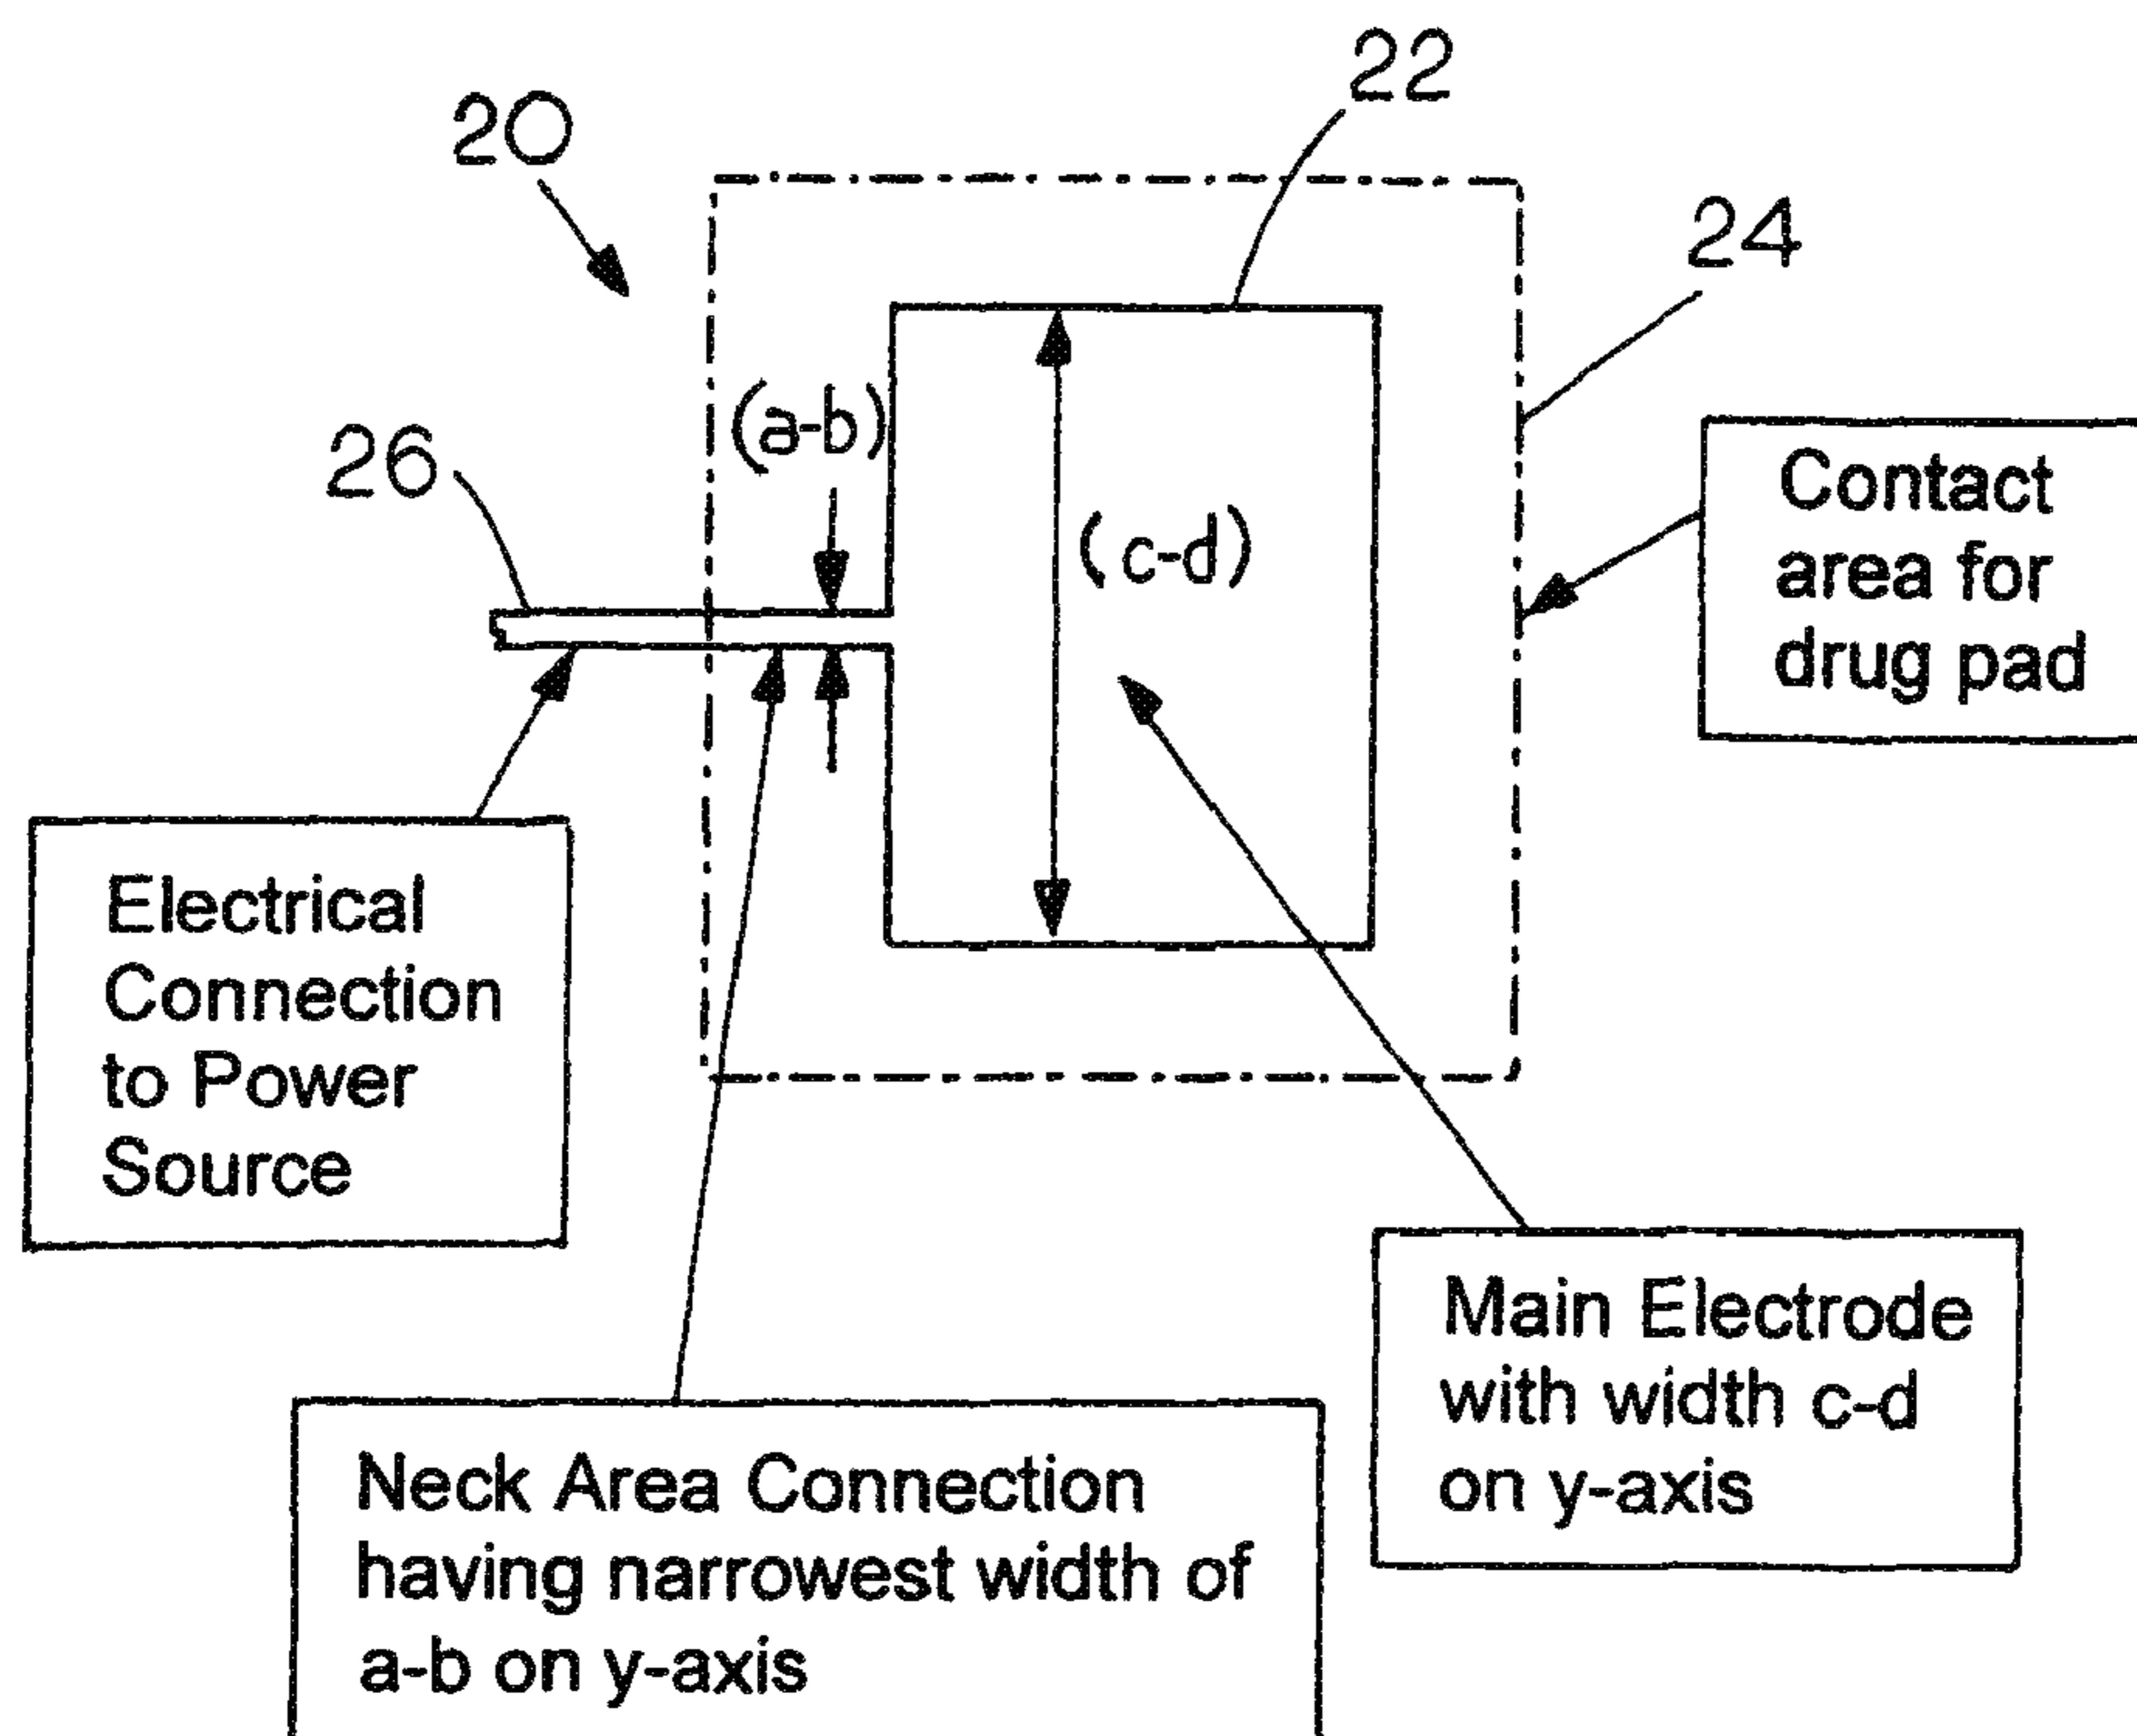 22
20
24
(a-b)
26
(c-d)
Contact
area for
drug pad
Electrical
Connection
to Power
Source
Main Electrode
with width c-d
on y-axis
Neck Area Connection
having narrowest width of
a-b on y-axis